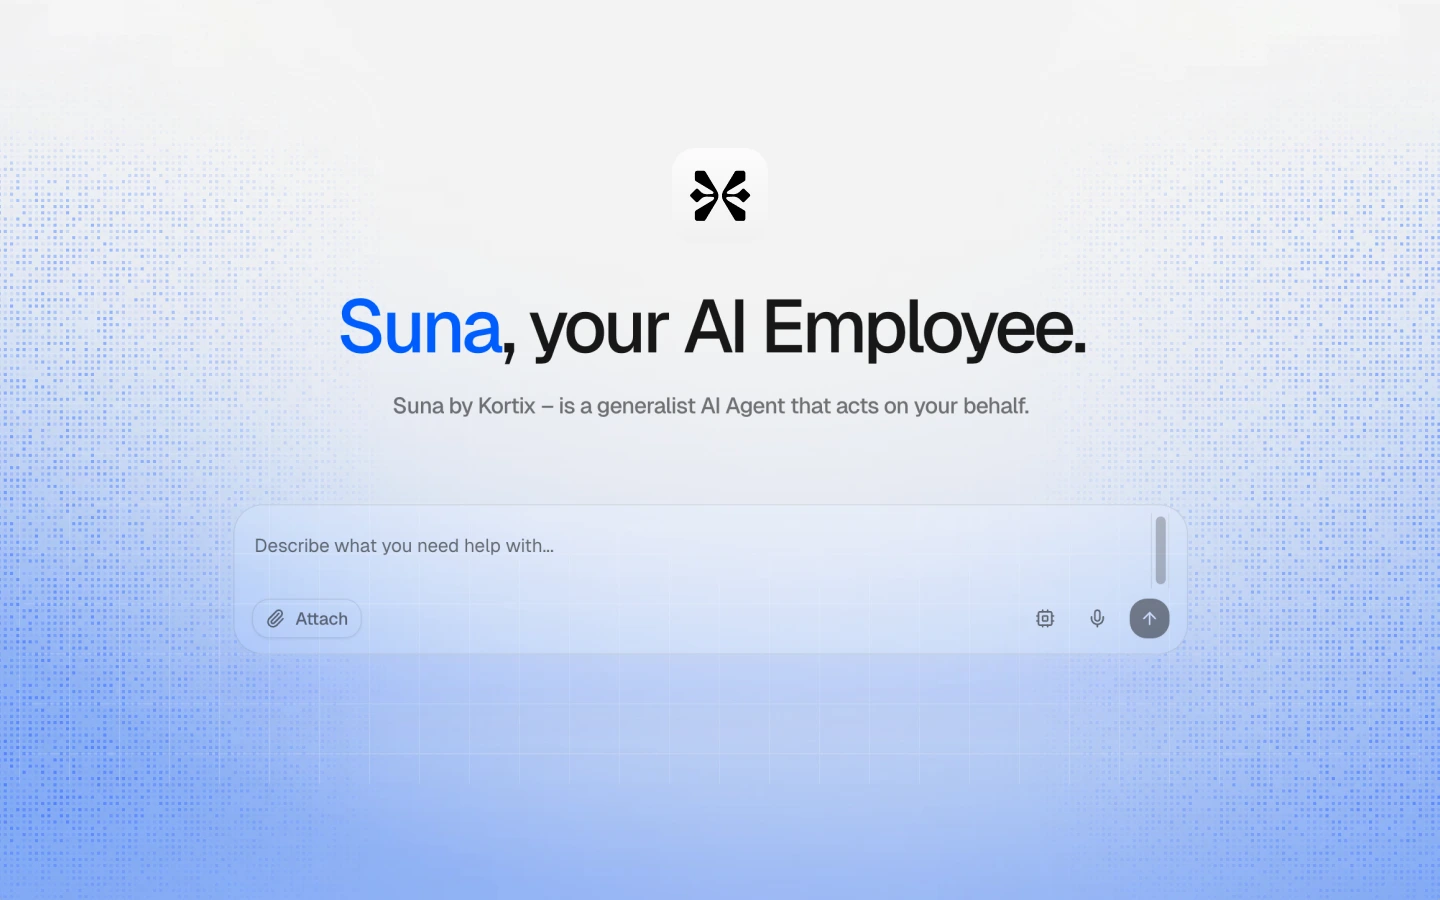 Suna, your AI Employee.
Suna by Kortix – is a generalist AI Agent that acts on your behalf.
Describe what you need help with...
Attach